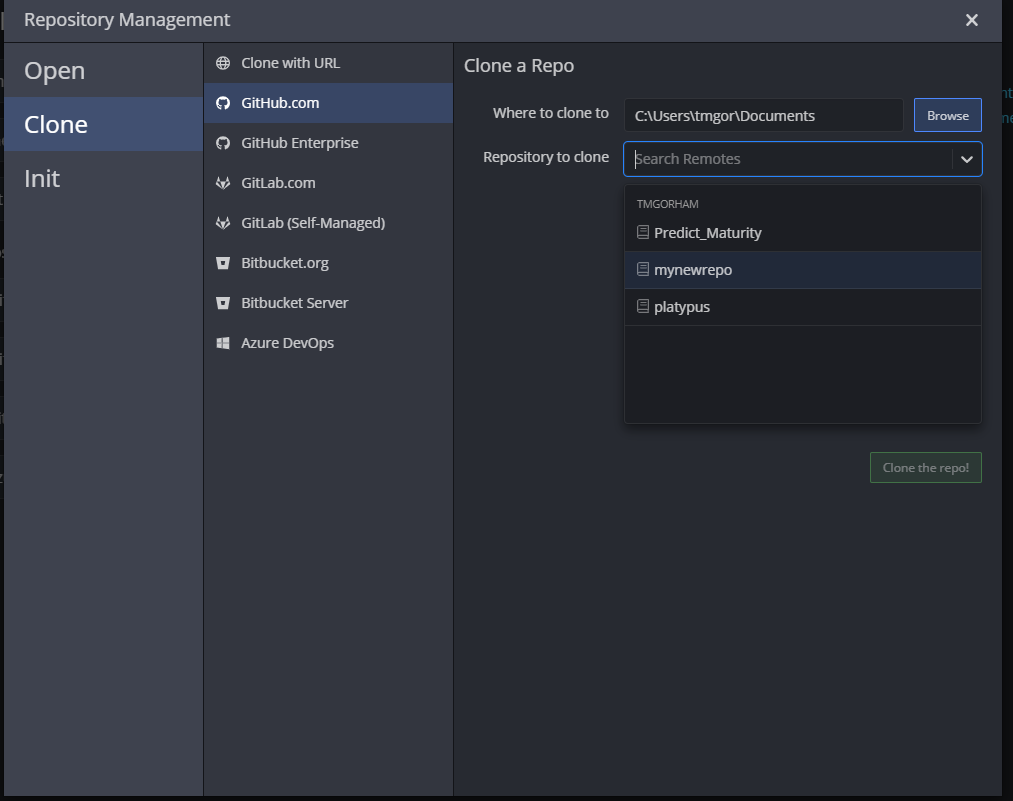 Repository Management
Open
Clone
Init
Clone with URL
GitHub.com
GitHub Enterprise
GitLab.com
GitLab (Self-Managed)
Bitbucket.org
Bitbucket Server
Azure DevOps
Clone a Repo
Where to clone to
C:\Users\tmgor\Documents
Browse
Repository to clone
Search Remotes
TMGORHAM
Predict_Maturity
mynewrepo
platypus
Clone the repo!